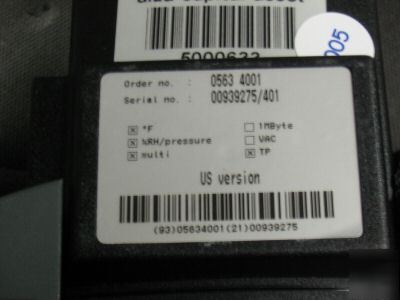 5000622
005
Order no. : 0563 4001
Serial no. : 00939275/401
☒ °F ☐ 1MByte
☒ %RH/pressure ☐ VAC
☒ multi ☒ TP
US version
(93)05634001(21)00939275